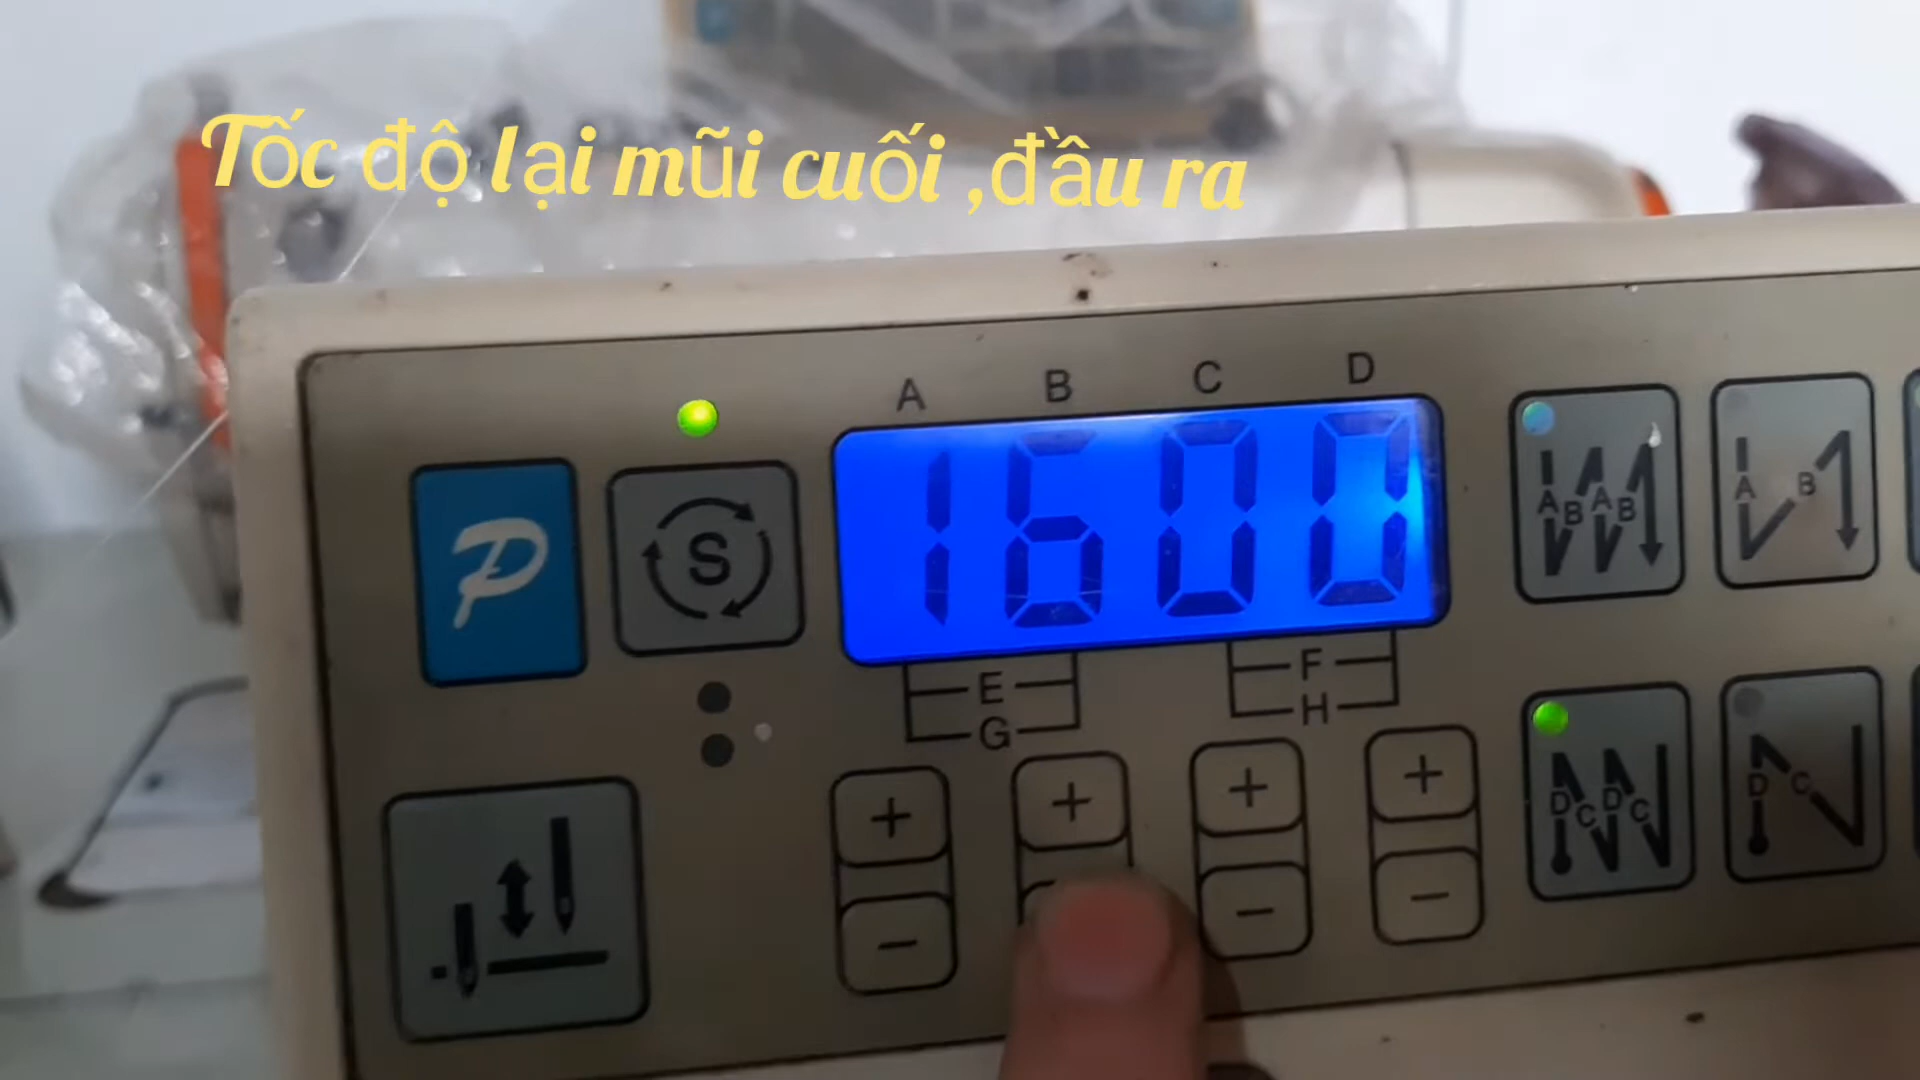 Tốc độ lại mũi cuối ,đầu ra
A B C D
P
S
1600
A B A B
A B
E
F
G
H
+ + + +
D C D C
D C
− − −